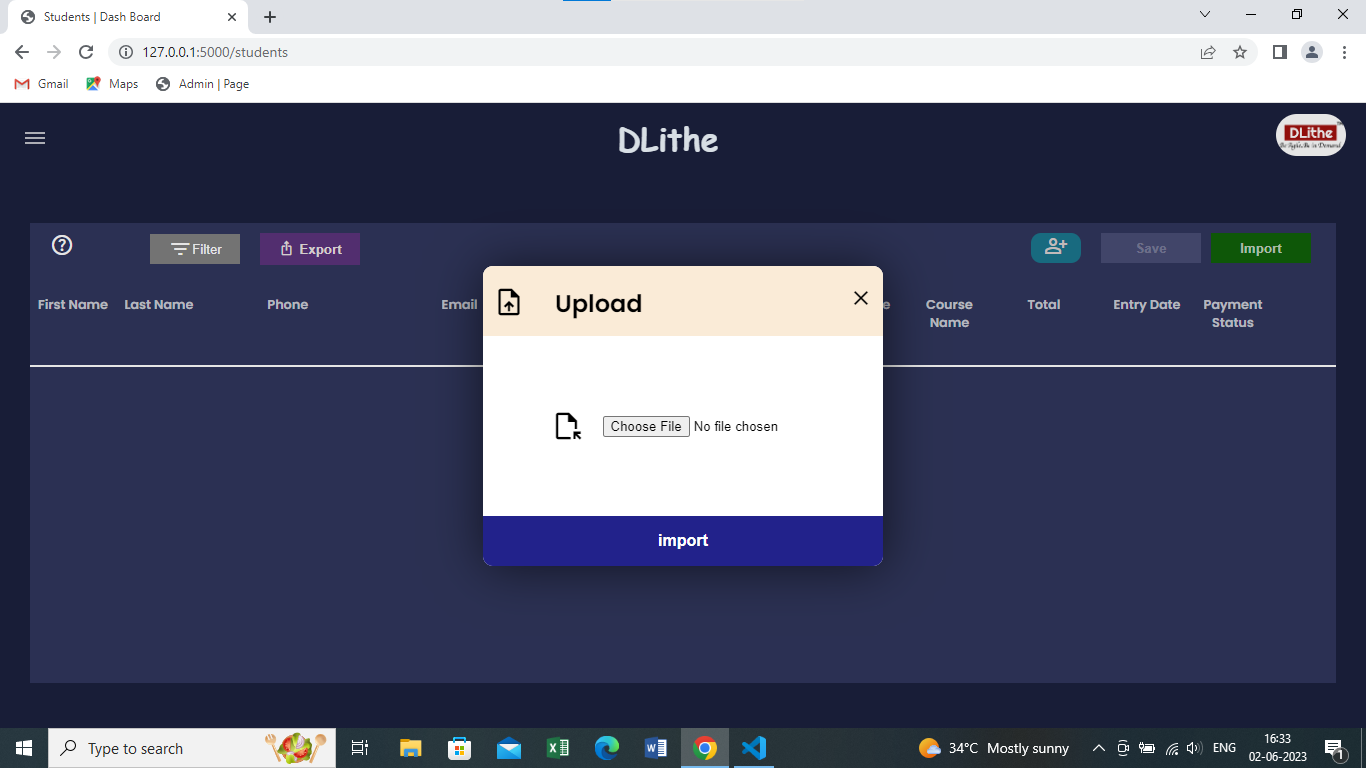 Students | Dash Board
127.0.0.1:5000/students
Gmail Maps Admin | Page
DLithe
DLithe
Be Agile..Be in Demand
Filter Export Save Import
First Name Last Name Phone Email e Course Name Total Entry Date Payment Status
Upload
Choose File No file chosen
import
Type to search
34°C Mostly sunny
ENG
16:33
02-06-2023
1